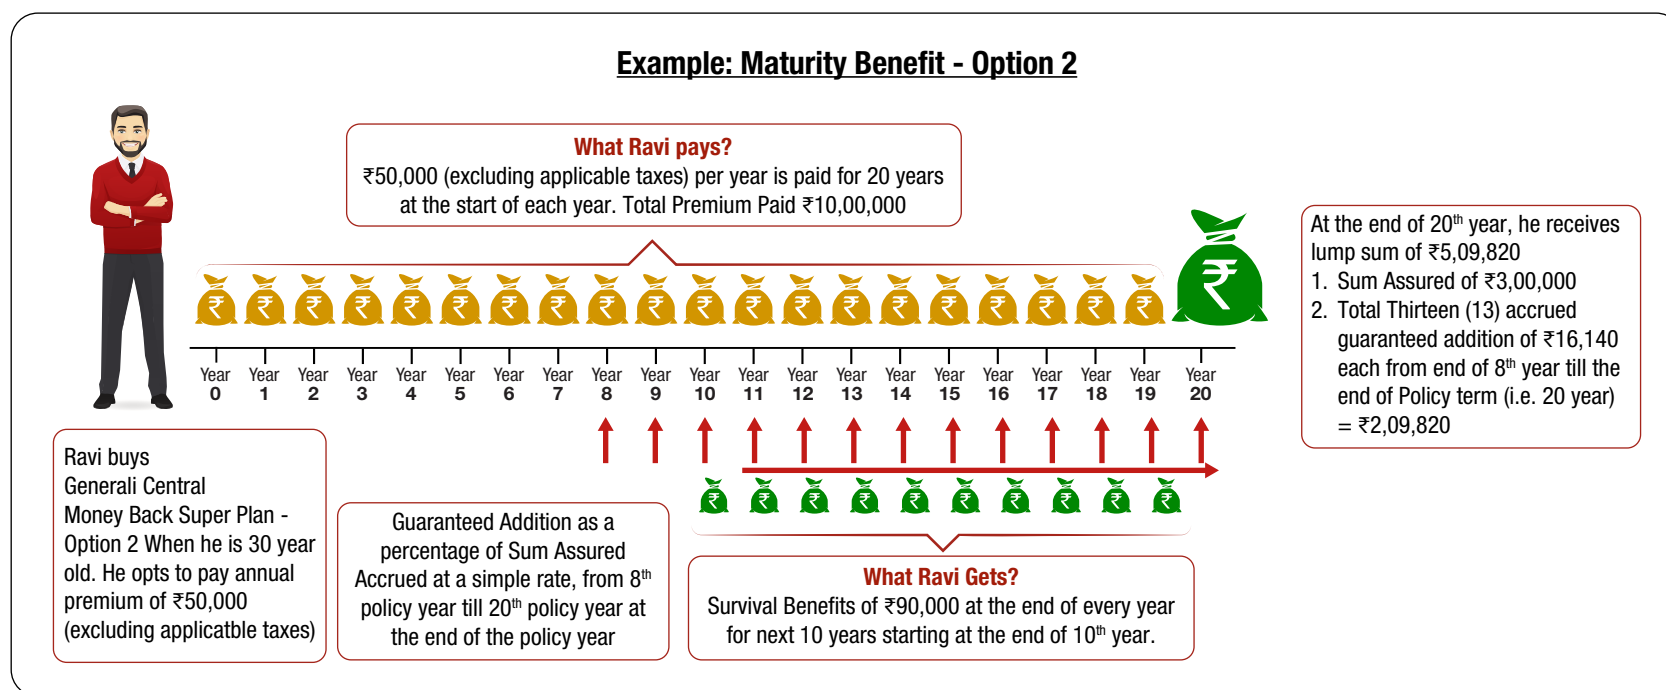 Example: Maturity Benefit - Option 2
What Ravi pays?
₹50,000 (excluding applicable taxes) per year is paid for 20 years
at the start of each year. Total Premium Paid ₹10,00,000
At the end of 20th year, he receives
lump sum of ₹5,09,820
1. Sum Assured of ₹3,00,000
2. Total Thirteen (13) accrued
guaranteed addition of ₹16,140
each from end of 8th year till the
end of Policy term (i.e. 20 year)
= ₹2,09,820
₹ ₹ ₹ ₹ ₹ ₹ ₹ ₹ ₹ ₹ ₹ ₹ ₹ ₹ ₹ ₹ ₹ ₹ ₹ ₹ ₹
Year Year Year Year Year Year Year Year Year Year Year Year Year Year Year Year Year Year Year Year Year
0 1 2 3 4 5 6 7 8 9 10 11 12 13 14 15 16 17 18 19 20
₹ ₹ ₹ ₹ ₹ ₹ ₹ ₹ ₹ ₹
Ravi buys
Generali Central
Money Back Super Plan -
Option 2 When he is 30 year
old. He opts to pay annual
premium of ₹50,000
(excluding applicatble taxes)
Guaranteed Addition as a
percentage of Sum Assured
Accrued at a simple rate, from 8th
policy year till 20th policy year at
the end of the policy year
What Ravi Gets?
Survival Benefits of ₹90,000 at the end of every year
for next 10 years starting at the end of 10th year.